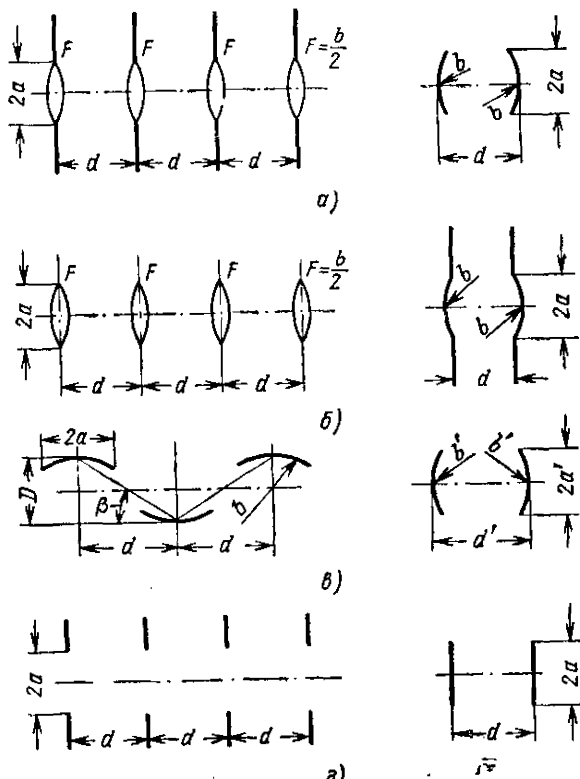 F F F F=b/2
2a d d d
b b d 2a
а)
F F F F=b/2
2a d d d
b b d 2a
б)
2a D β b d d
b' b' d' 2a'
в)
2a d d d
d 2a
г)